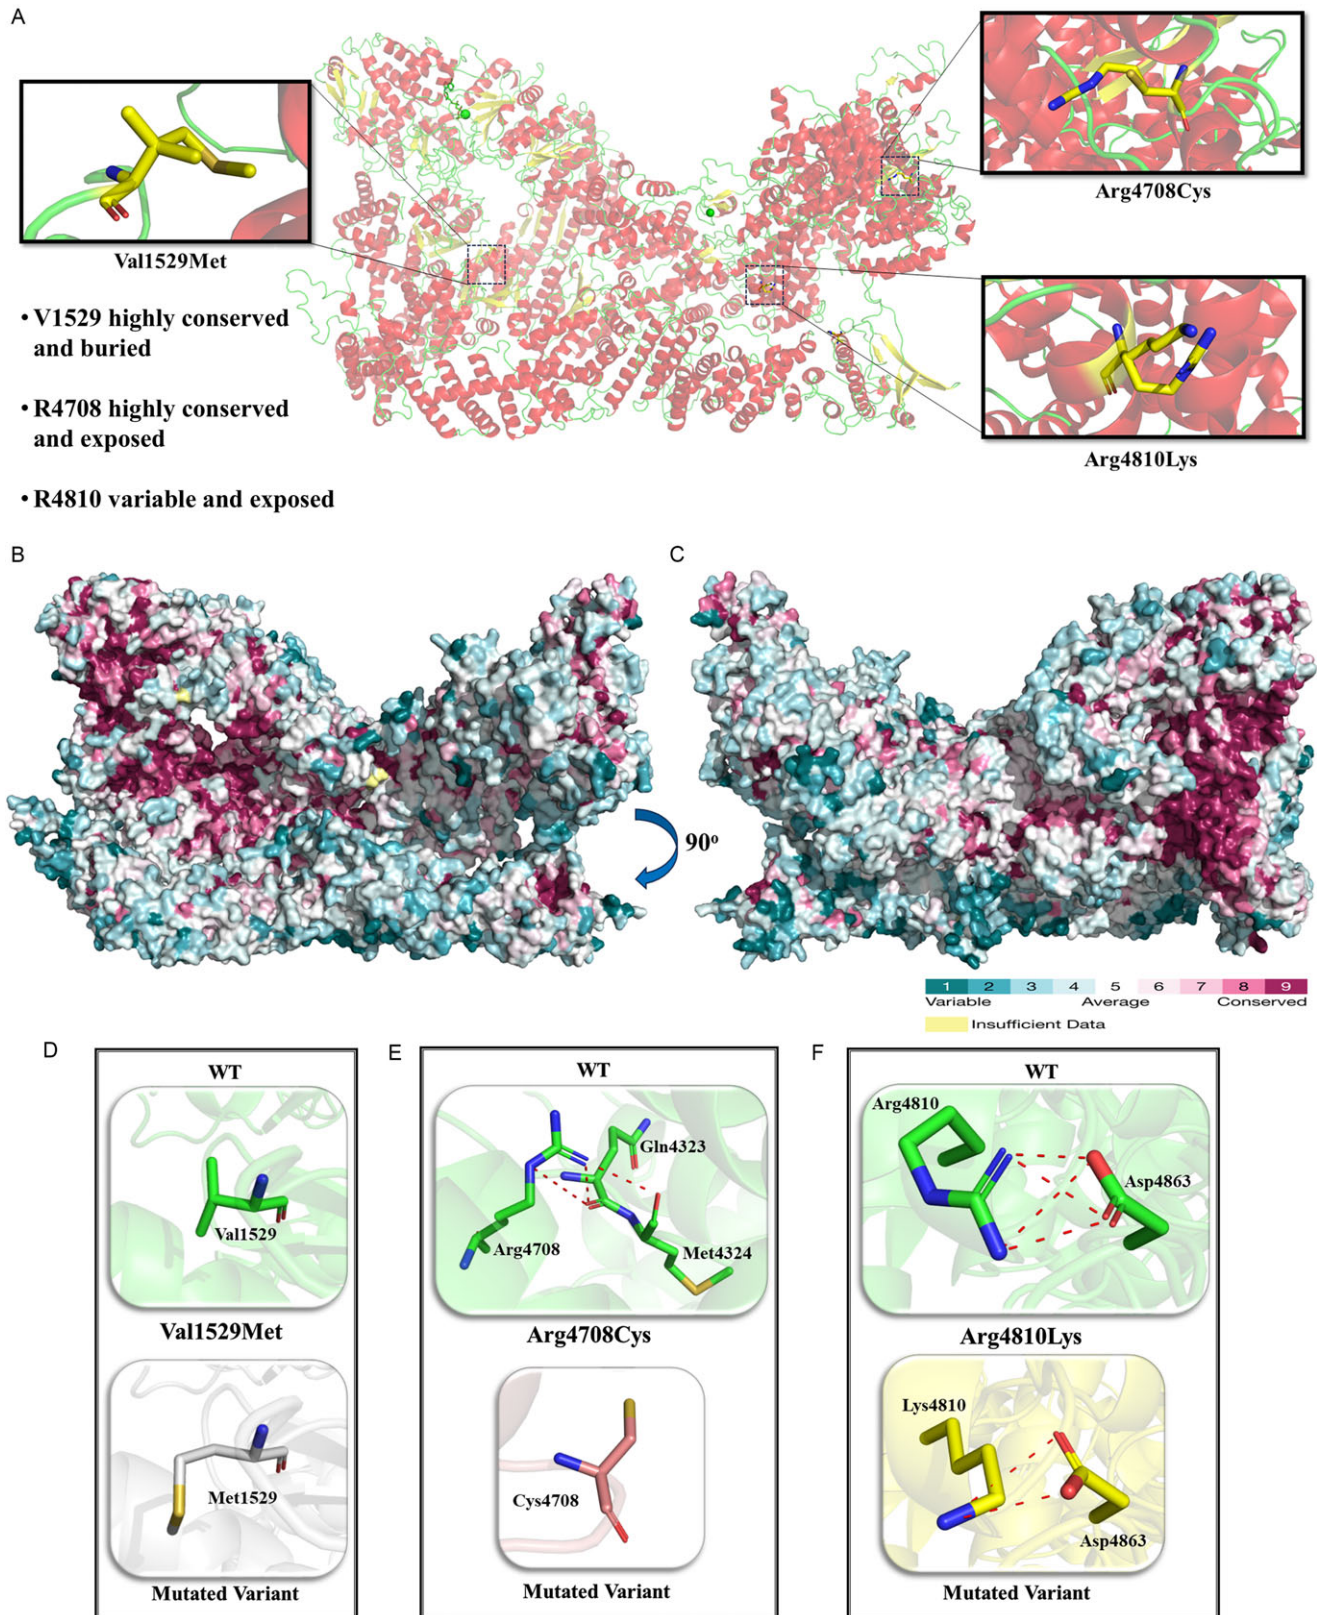 A
Val1529Met
Arg4708Cys
Arg4810Lys
• V1529 highly conserved
and buried
• R4708 highly conserved
and exposed
• R4810 variable and exposed
B
C
90°
1 2 3 4 5 6 7 8 9
Variable Average Conserved
Insufficient Data
D
WT
Val1529
Val1529Met
Met1529
Mutated Variant
E
WT
Gln4323
Arg4708
Met4324
Arg4708Cys
Cys4708
Mutated Variant
F
WT
Arg4810
Asp4863
Arg4810Lys
Lys4810
Asp4863
Mutated Variant